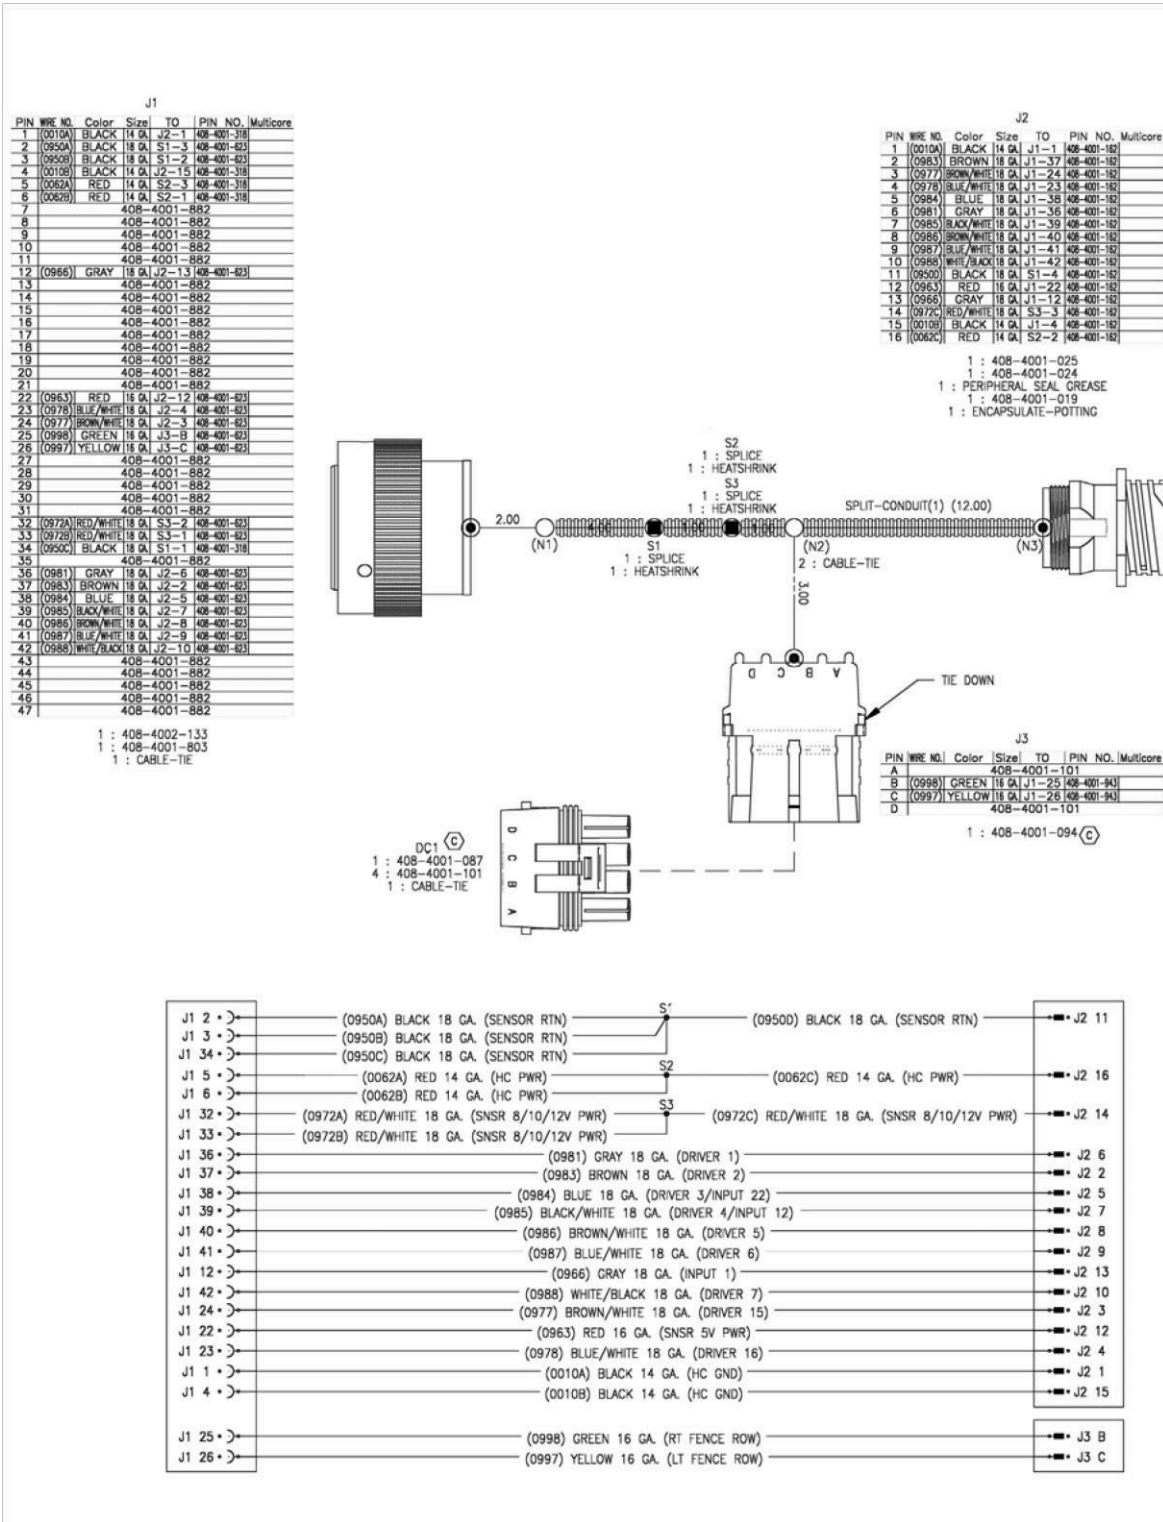 J1
PIN WIRE NO. Color Size TO PIN NO. Multicore
1 (0010A) BLACK 14 GA. J2-1 408-4001-318
2 (0950A) BLACK 18 GA. S1-3 408-4001-623
3 (0950B) BLACK 18 GA. S1-2 408-4001-623
4 (0010B) BLACK 14 GA. J2-15 408-4001-318
5 (0062A) RED 14 GA. S2-3 408-4001-318
6 (0062B) RED 14 GA. S2-1 408-4001-318
7 408-4001-882
8 408-4001-882
9 408-4001-882
10 408-4001-882
11 408-4001-882
12 (0966) GRAY 18 GA. J2-13 408-4001-623
13 408-4001-882
14 408-4001-882
15 408-4001-882
16 408-4001-882
17 408-4001-882
18 408-4001-882
19 408-4001-882
20 408-4001-882
21 408-4001-882
22 (0963) RED 16 GA. J2-12 408-4001-623
23 (0978) BLUE/WHITE 18 GA. J2-4 408-4001-623
24 (0977) BROWN/WHITE 18 GA. J2-3 408-4001-623
25 (0998) GREEN 16 GA. J3-B 408-4001-623
26 (0997) YELLOW 16 GA. J3-C 408-4001-623
27 408-4001-882
28 408-4001-882
29 408-4001-882
30 408-4001-882
31 408-4001-882
32 (0972A) RED/WHITE 18 GA. S3-2 408-4001-623
33 (0972B) RED/WHITE 18 GA. S3-1 408-4001-623
34 (0950C) BLACK 18 GA. S1-1 408-4001-318
35 408-4001-882
36 (0981) GRAY 18 GA. J2-6 408-4001-623
37 (0983) BROWN 18 GA. J2-2 408-4001-623
38 (0984) BLUE 18 GA. J2-5 408-4001-623
39 (0985) BLACK/WHITE 18 GA. J2-7 408-4001-623
40 (0986) BROWN/WHITE 18 GA. J2-8 408-4001-623
41 (0987) BLUE/WHITE 18 GA. J2-9 408-4001-623
42 (0988) WHITE/BLACK 18 GA. J2-10 408-4001-623
43 408-4001-882
44 408-4001-882
45 408-4001-882
46 408-4001-882
47 408-4001-882
1 : 408-4002-133
1 : 408-4001-803
1 : CABLE-TIE
J2
PIN WIRE NO. Color Size TO PIN NO. Multicore
1 (0010A) BLACK 14 GA. J1-1 408-4001-162
2 (0983) BROWN 18 GA. J1-37 408-4001-162
3 (0977) BROWN/WHITE 18 GA. J1-24 408-4001-162
4 (0978) BLUE/WHITE 18 GA. J1-23 408-4001-162
5 (0984) BLUE 18 GA. J1-38 408-4001-162
6 (0981) GRAY 18 GA. J1-36 408-4001-162
7 (0985) BLACK/WHITE 18 GA. J1-39 408-4001-162
8 (0986) BROWN/WHITE 18 GA. J1-40 408-4001-162
9 (0987) BLUE/WHITE 18 GA. J1-41 408-4001-162
10 (0988) WHITE/BLACK 18 GA. J1-42 408-4001-162
11 (0950D) BLACK 18 GA. S1-4 408-4001-162
12 (0963) RED 16 GA. J1-22 408-4001-162
13 (0966) GRAY 18 GA. J1-12 408-4001-162
14 (0972C) RED/WHITE 18 GA. S3-3 408-4001-162
15 (0010B) BLACK 14 GA. J1-4 408-4001-162
16 (0062C) RED 14 GA. S2-2 408-4001-162
1 : 408-4001-025
1 : 408-4001-024
1 : PERIPHERAL SEAL GREASE
1 : 408-4001-019
1 : ENCAPSULATE-POTTING
S2
1 : SPLICE
1 : HEATSHRINK
S3
1 : SPLICE
1 : HEATSHRINK
SPLIT-CONDUIT(1) (12.00)
2.00 4.00 1.00 1.00
(N1) S1 (N2) (N3)
1 : SPLICE
1 : HEATSHRINK
2 : CABLE-TIE
3.00
D C B A
TIE DOWN
J3
PIN WIRE NO. Color Size TO PIN NO. Multicore
A 408-4001-101
B (0998) GREEN 16 GA. J1-25 408-4001-943
C (0997) YELLOW 16 GA. J1-26 408-4001-943
D 408-4001-101
1 : 408-4001-094 C
DC1 C
1 : 408-4001-087
4 : 408-4001-101
1 : CABLE-TIE
D C B A
J1 2 (0950A) BLACK 18 GA. (SENSOR RTN) S1 (0950D) BLACK 18 GA. (SENSOR RTN) J2 11
J1 3 (0950B) BLACK 18 GA. (SENSOR RTN)
J1 34 (0950C) BLACK 18 GA. (SENSOR RTN)
J1 5 (0062A) RED 14 GA. (HC PWR) S2 (0062C) RED 14 GA. (HC PWR) J2 16
J1 6 (0062B) RED 14 GA. (HC PWR)
J1 32 (0972A) RED/WHITE 18 GA. (SNSR 8/10/12V PWR) S3 (0972C) RED/WHITE 18 GA. (SNSR 8/10/12V PWR) J2 14
J1 33 (0972B) RED/WHITE 18 GA. (SNSR 8/10/12V PWR)
J1 36 (0981) GRAY 18 GA. (DRIVER 1) J2 6
J1 37 (0983) BROWN 18 GA. (DRIVER 2) J2 2
J1 38 (0984) BLUE 18 GA. (DRIVER 3/INPUT 22) J2 5
J1 39 (0985) BLACK/WHITE 18 GA. (DRIVER 4/INPUT 12) J2 7
J1 40 (0986) BROWN/WHITE 18 GA. (DRIVER 5) J2 8
J1 41 (0987) BLUE/WHITE 18 GA. (DRIVER 6) J2 9
J1 12 (0966) GRAY 18 GA. (INPUT 1) J2 13
J1 42 (0988) WHITE/BLACK 18 GA. (DRIVER 7) J2 10
J1 24 (0977) BROWN/WHITE 18 GA. (DRIVER 15) J2 3
J1 22 (0963) RED 16 GA. (SNSR 5V PWR) J2 12
J1 23 (0978) BLUE/WHITE 18 GA. (DRIVER 16) J2 4
J1 1 (0010A) BLACK 14 GA. (HC GND) J2 1
J1 4 (0010B) BLACK 14 GA. (HC GND) J2 15
J1 25 (0998) GREEN 16 GA. (RT FENCE ROW) J3 B
J1 26 (0997) YELLOW 16 GA. (LT FENCE ROW) J3 C